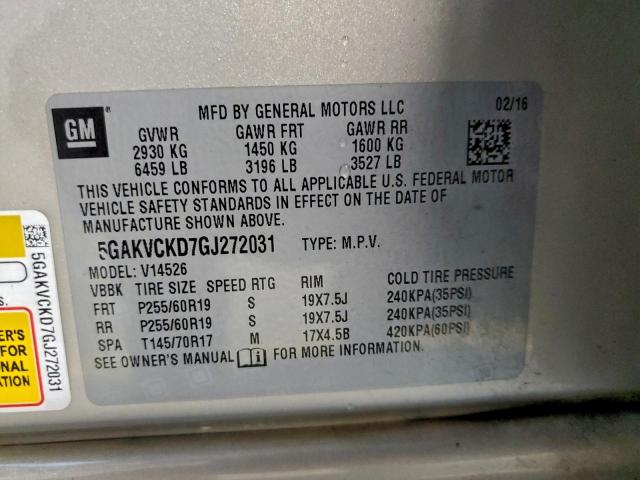 GM
MFD BY GENERAL MOTORS LLC 02/16
GVWR GAWR FRT GAWR RR
2930 KG 1450 KG 1600 KG
6459 LB 3196 LB 3527 LB
THIS VEHICLE CONFORMS TO ALL APPLICABLE U.S. FEDERAL MOTOR
VEHICLE SAFETY STANDARDS IN EFFECT ON THE DATE OF
MANUFACTURE SHOWN ABOVE.
5GAKVCKD7GJ272031 TYPE: M.P.V.
MODEL: V14526
VBBK TIRE SIZE SPEED RTG RIM COLD TIRE PRESSURE
FRT P255/60R19 S 19X7.5J 240KPA(35PSI)
RR P255/60R19 S 19X7.5J 240KPA(35PSI)
SPA T145/70R17 M 17X4.5B 420KPA(60PSI)
SEE OWNER'S MANUAL FOR MORE INFORMATION.
5GAKVCKD7GJ272031
S.
ER'S
FOR
NAL
ATION